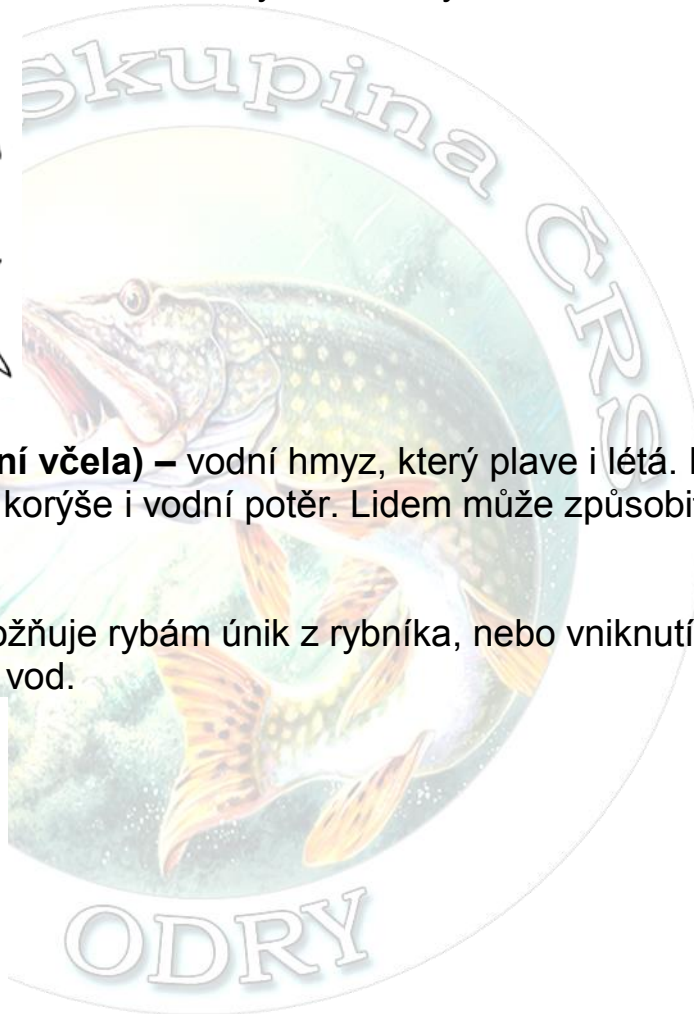 Skupina ČRS
ní včela) – vodní hmyz, který plave i létá.
korýše i vodní potěr. Lidem může způsobi
ožňuje rybám únik z rybníka, nebo vniknutí
vod.
ODRY